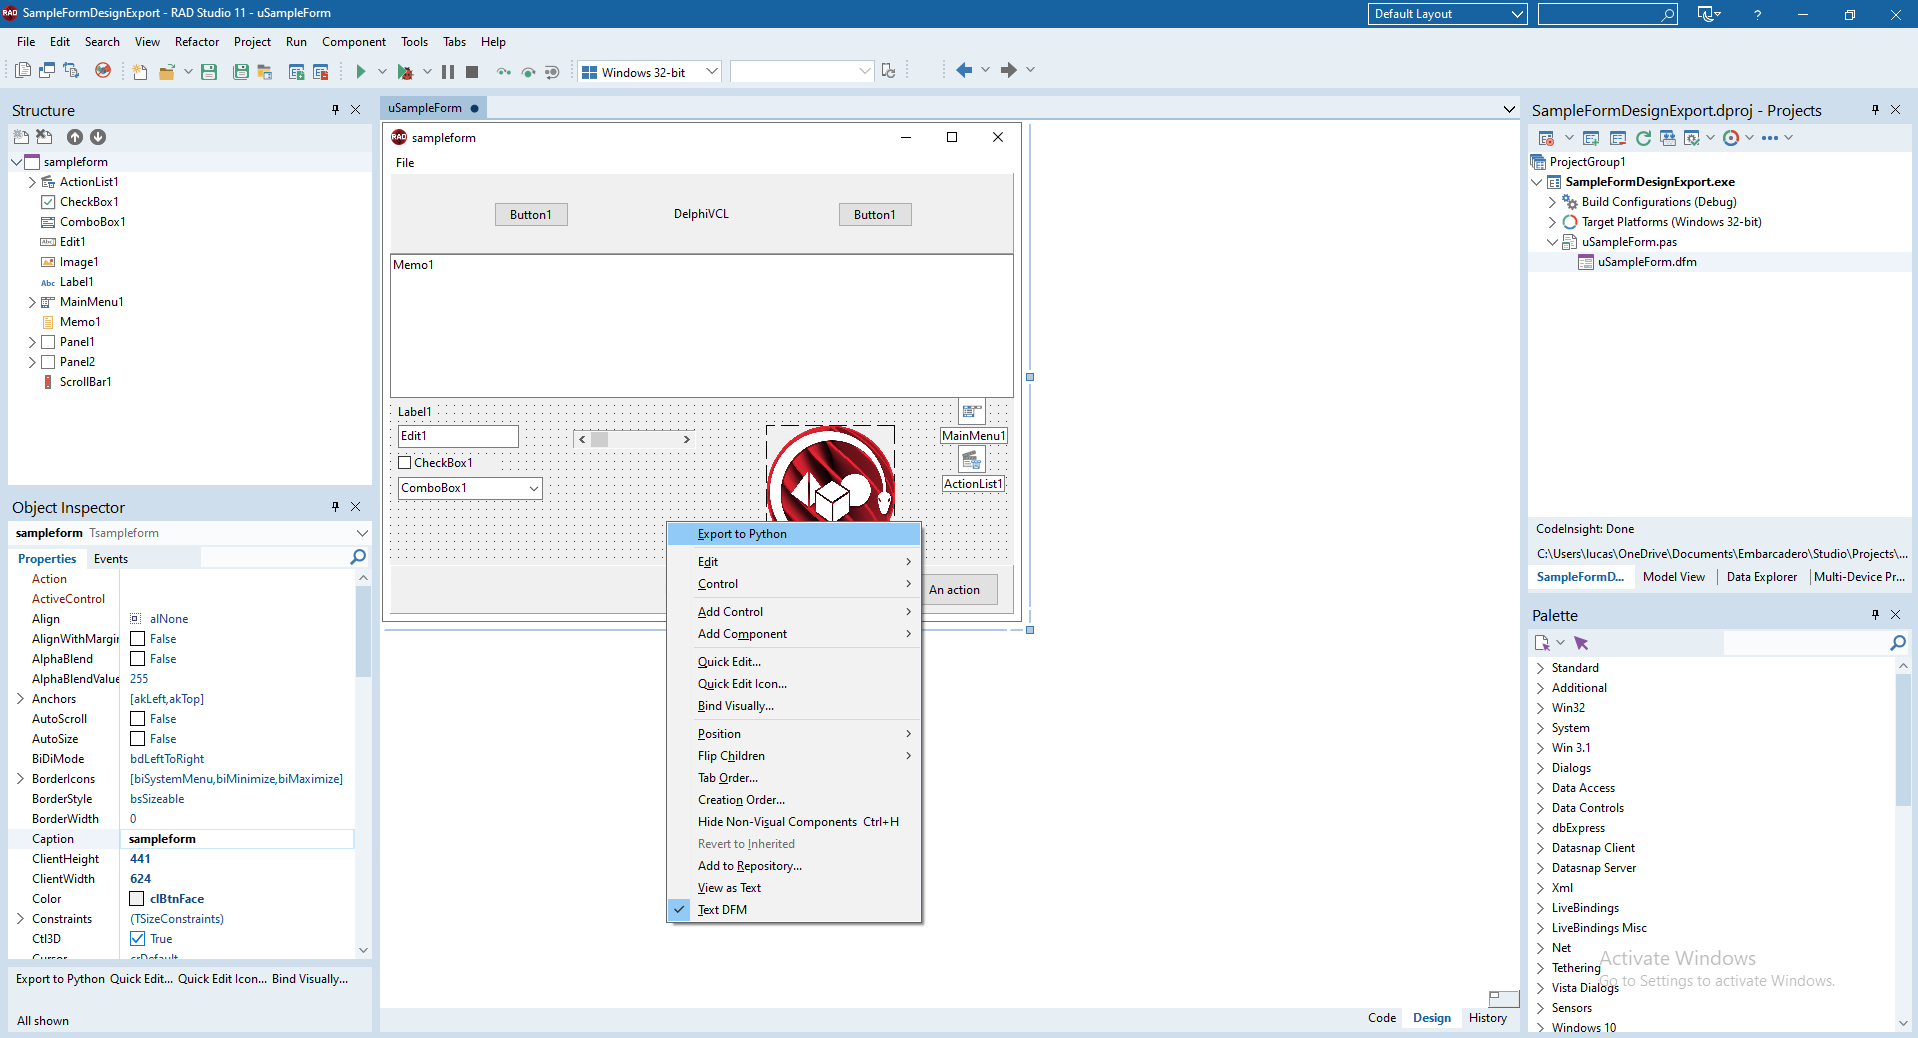 SampleFormDesignExport - RAD Studio 11 - uSampleForm
Default Layout
File Edit Search View Refactor Project Run Component Tools Tabs Help
Windows 32-bit
Structure
sampleform
ActionList1
CheckBox1
ComboBox1
Edit1
Image1
Label1
MainMenu1
Memo1
Panel1
Panel2
ScrollBar1
Object Inspector
sampleform Tsampleform
Properties Events
Action
ActiveControl
Align alNone
AlignWithMargin False
AlphaBlend False
AlphaBlendValue 255
Anchors [akLeft,akTop]
AutoScroll False
AutoSize False
BiDiMode bdLeftToRight
BorderIcons [biSystemMenu,biMinimize,biMaximize]
BorderStyle bsSizeable
BorderWidth 0
Caption sampleform
ClientHeight 441
ClientWidth 624
Color clBtnFace
Constraints (TSizeConstraints)
Ctl3D True
Cursor crDefault
Export to Python Quick Edit... Quick Edit Icon... Bind Visually...
All shown
uSampleForm
RAD sampleform
File
Button1 DelphiVCL Button1
Memo1
Label1
Edit1
CheckBox1
ComboBox1
MainMenu1
ActionList1
An action
Export to Python
Edit
Control
Add Control
Add Component
Quick Edit...
Quick Edit Icon...
Bind Visually...
Position
Flip Children
Tab Order...
Creation Order...
Hide Non-Visual Components Ctrl+H
Revert to Inherited
Add to Repository...
View as Text
Text DFM
Code Design History
SampleFormDesignExport.dproj - Projects
ProjectGroup1
SampleFormDesignExport.exe
Build Configurations (Debug)
Target Platforms (Windows 32-bit)
uSampleForm.pas
uSampleForm.dfm
CodeInsight: Done
C:\Users\lucas\OneDrive\Documents\Embarcadero\Studio\Projects\...
SampleFormD... Model View Data Explorer Multi-Device Pr...
Palette
Standard
Additional
Win32
System
Win 3.1
Dialogs
Data Access
Data Controls
dbExpress
Datasnap Client
Datasnap Server
Xml
LiveBindings
LiveBindings Misc
Net
Tethering
Vista Dialogs
Sensors
Windows 10
Activate Windows
Go to Settings to activate Windows.